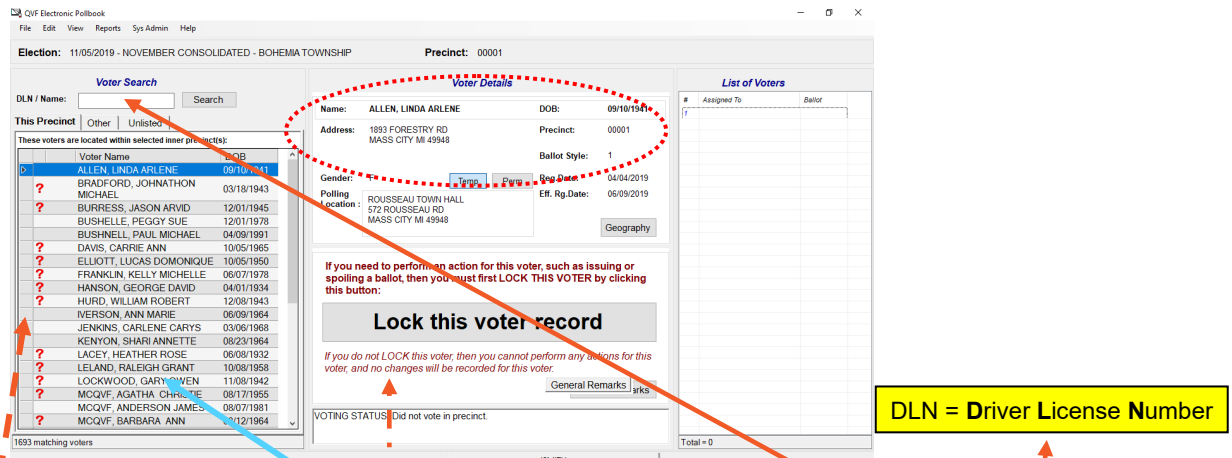 QVF Electronic Pollbook
File Edit View Reports Sys Admin Help
Election: 11/05/2019 - NOVEMBER CONSOLIDATED - BOHEMIA TOWNSHIP Precinct: 00001
Voter Search
DLN / Name: Search
This Precinct Other Unlisted
These voters are located within selected inner precinct(s):
Voter Name DOB
ALLEN, LINDA ARLENE 09/10/1941
? BRADFORD, JOHNATHON MICHAEL 03/18/1943
? BURRESS, JASON ARVID 12/01/1945
BUSHELLE, PEGGY SUE 12/01/1978
BUSHNELL, PAUL MICHAEL 04/09/1991
? DAVIS, CARRIE ANN 10/05/1965
? ELLIOTT, LUCAS DOMONIQUE 10/05/1950
? FRANKLIN, KELLY MICHELLE 06/07/1978
? HANSON, GEORGE DAVID 04/01/1934
? HURD, WILLIAM ROBERT 12/08/1943
IVERSON, ANN MARIE 06/09/1964
JENKINS, CARLENE CARYS 03/06/1968
KENYON, SHARI ANNETTE 08/23/1964
? LACEY, HEATHER ROSE 06/08/1932
? LELAND, RALEIGH GRANT 10/08/1958
? LOCKWOOD, GARY OWEN 11/08/1942
? MCQVF, AGATHA CHRISTIE 08/17/1955
MCQVF, ANDERSON JAMES 08/07/1981
? MCQVF, BARBARA ANN /12/1964
1693 matching voters
Voter Details
Name: ALLEN, LINDA ARLENE DOB: 09/10/1941
Address: 1893 FORESTRY RD Precinct: 00001
MASS CITY MI 49948
Ballot Style: 1
Gender: F Temp Perm Reg.Date: 04/04/2019
Polling Location : ROUSSEAU TOWN HALL Eff. Rg.Date: 06/09/2019
572 ROUSSEAU RD
MASS CITY MI 49948
Geography
If you need to perform an action for this voter, such as issuing or
spoiling a ballot, then you must first LOCK THIS VOTER by clicking
this button:
Lock this voter record
If you do not LOCK this voter, then you cannot perform any actions for this
voter, and no changes will be recorded for this voter.
General Remarks
VOTING STATUS: Did not vote in precinct.
List of Voters
# Assigned To Ballot
1
Total = 0
DLN = Driver License Number